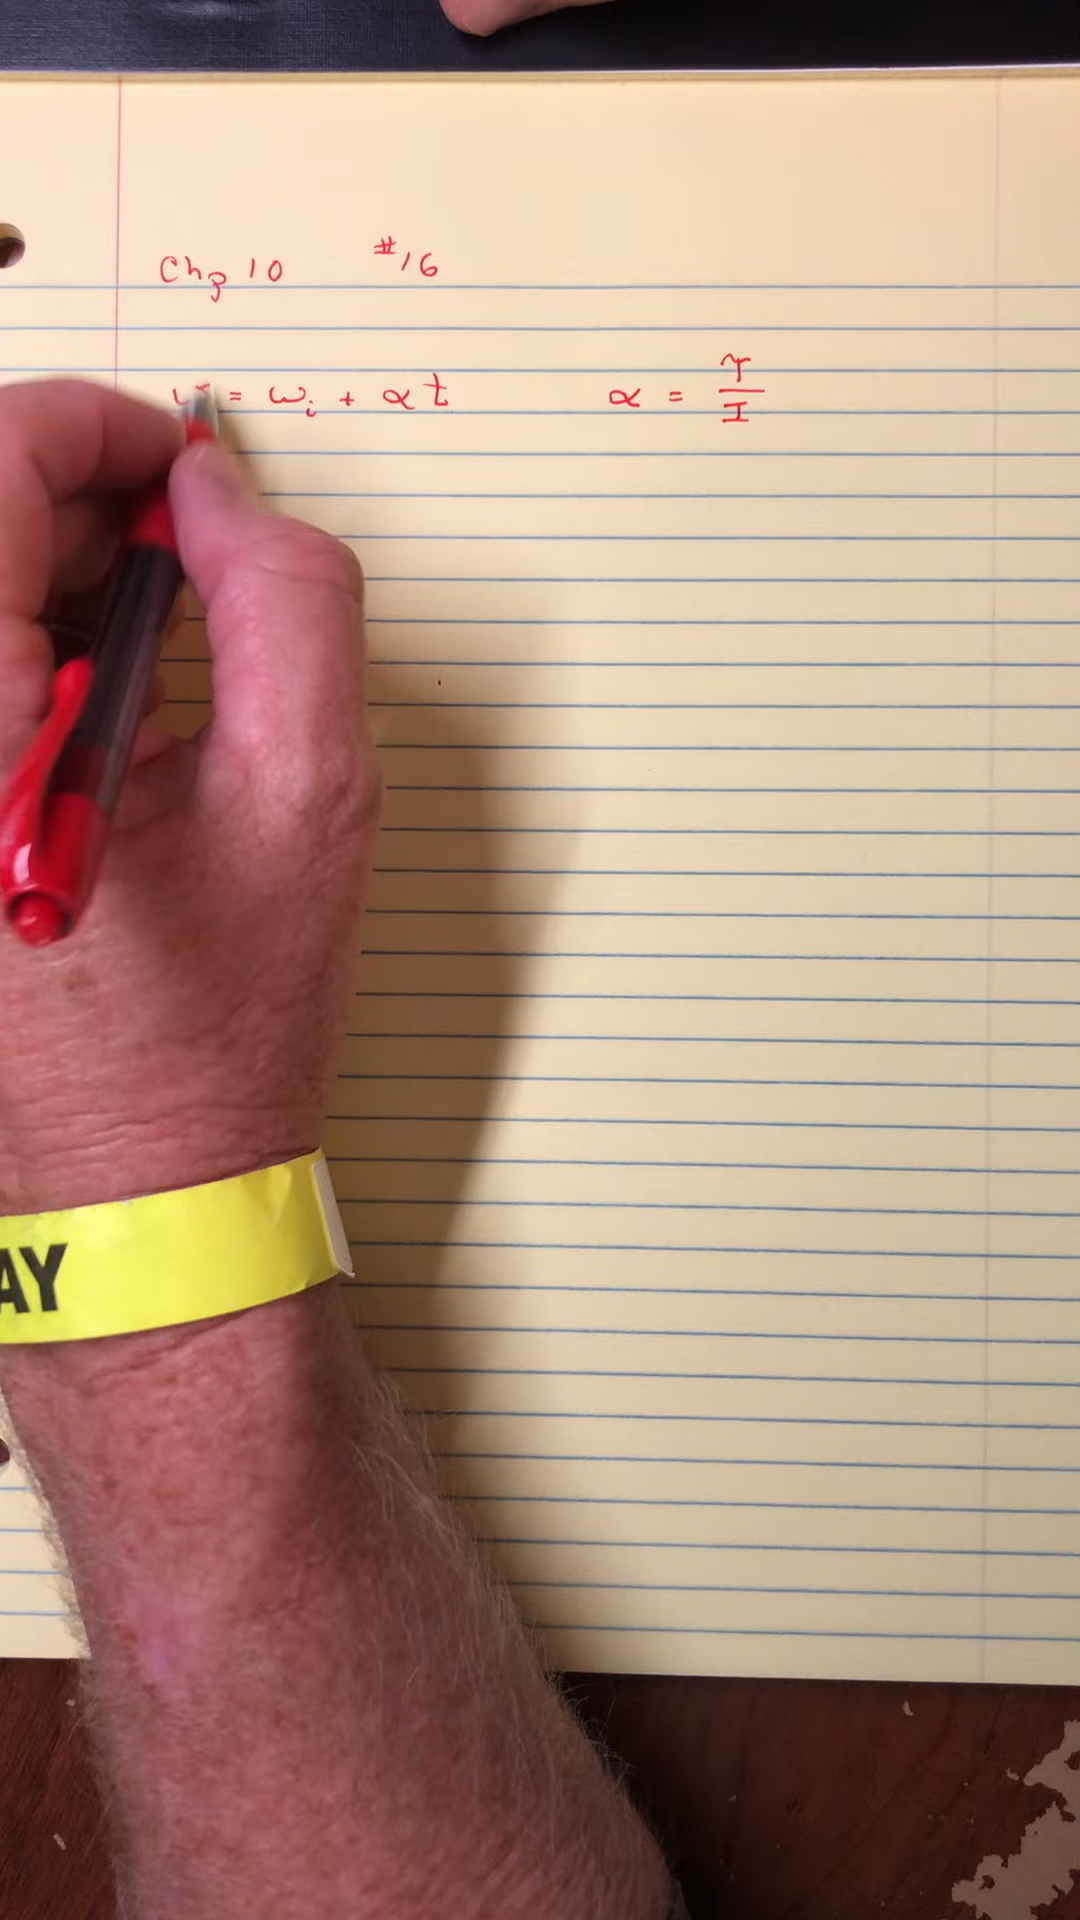 Chp 10 #16
= ωi + αt α = τ/I
AY